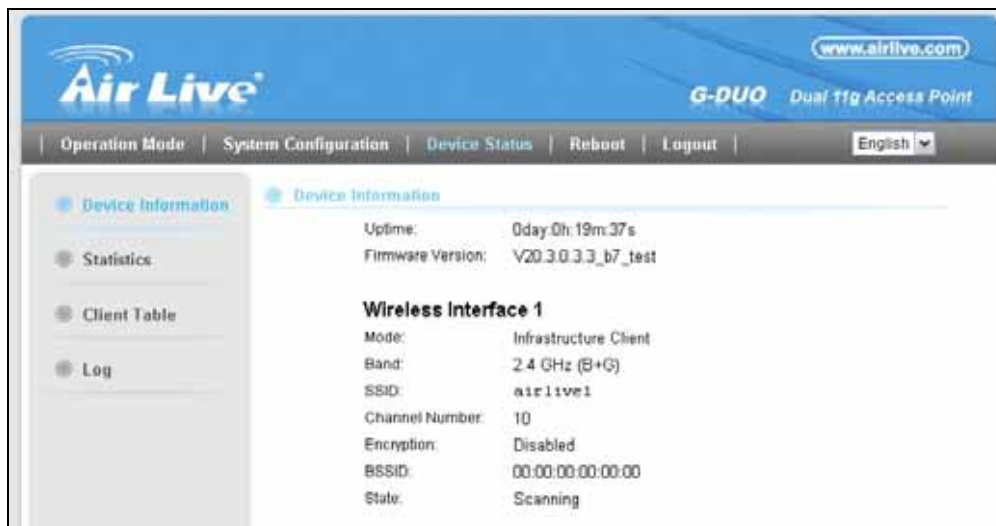 www.airlive.com
Air Live®
G-DUO Dual 11g Access Point
| Operation Mode | System Configuration | Device Status | Reboot | Logout | English
Device Information
Statistics
Client Table
Log
Device Information
Uptime: 0day:0h:19m:37s
Firmware Version: V20.3.0.3.3_b7_test
Wireless Interface 1
Mode: Infrastructure Client
Band: 2.4 GHz (B+G)
SSID: airlive1
Channel Number: 10
Encryption: Disabled
BSSID: 00:00:00:00:00:00
State: Scanning